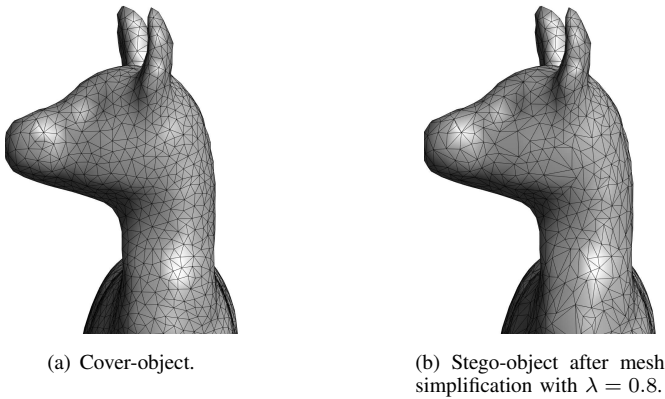 (a) Cover-object.
(b) Stego-object after mesh
simplification with λ = 0.8.